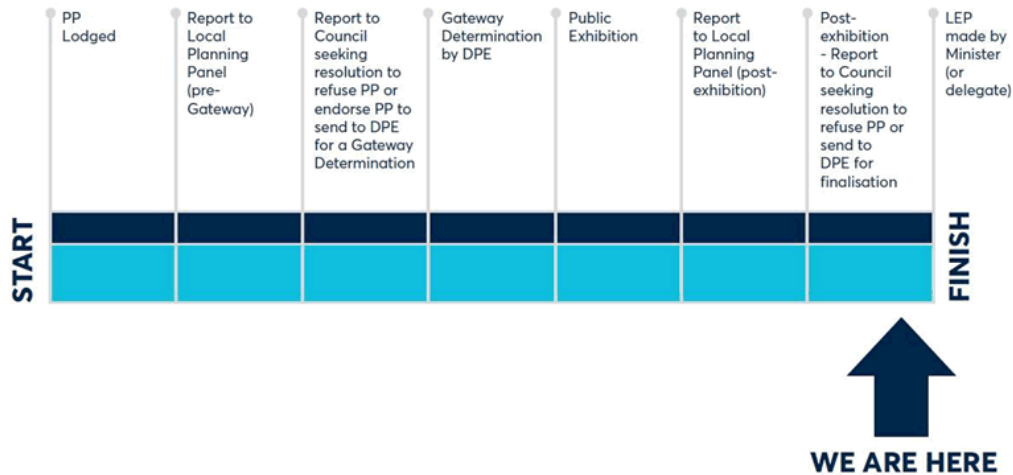 PP
Lodged
Report to
Local
Planning
Panel
(pre-
Gateway)
Report to
Council
seeking
resolution to
refuse PP or
endorse PP to
send to DPE
for a Gateway
Determination
Gateway
Determination
by DPE
Public
Exhibition
Report
to Local
Planning
Panel (post-
exhibition)
Post-
exhibition
- Report
to Council
seeking
resolution to
refuse PP or
send to
DPE for
finalisation
LEP
made by
Minister
(or
delegate)
START
FINISH
WE ARE HERE